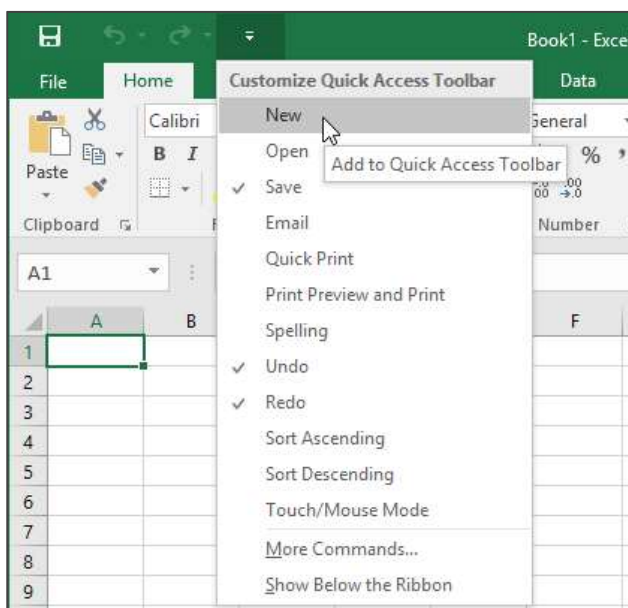 Book1 - Exce
File Home Data
Customize Quick Access Toolbar
New
Open
Add to Quick Access Toolbar
Save
Email
Quick Print
Print Preview and Print
Spelling
Undo
Redo
Sort Ascending
Sort Descending
Touch/Mouse Mode
More Commands...
Show Below the Ribbon
Calibri
B I
Paste
Clipboard
General
% ,
.00
Number
A1
A B F
1
2
3
4
5
6
7
8
9